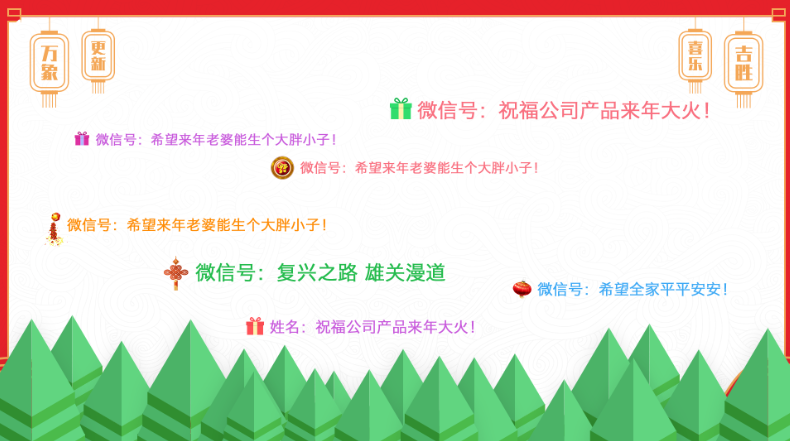 万象
更新
喜乐
吉胜
微信号：祝福公司产品来年大火！
微信号：希望来年老婆能生个大胖小子！
微信号：希望来年老婆能生个大胖小子！
微信号：希望来年老婆能生个大胖小子！
微信号：复兴之路 雄关漫道
微信号：希望全家平平安安！
姓名：祝福公司产品来年大火！